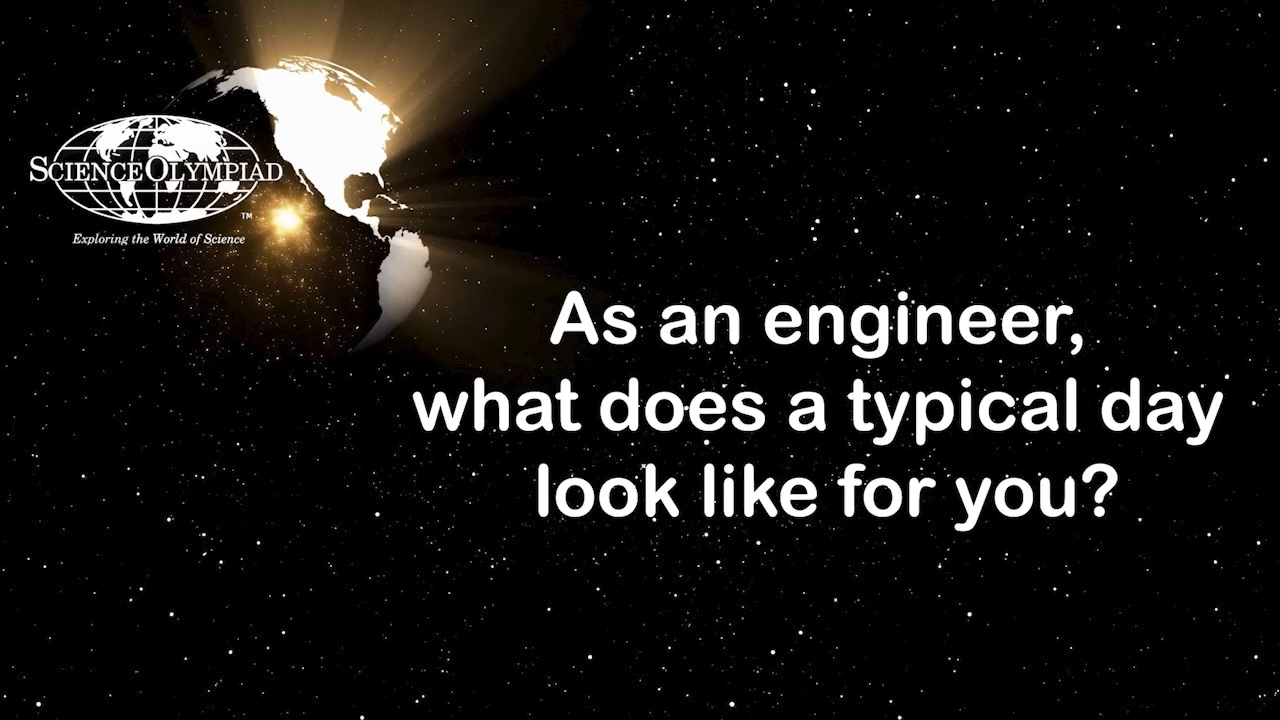 SCIENCE OLYMPIAD
TM
Exploring the World of Science
As an engineer,
what does a typical day
look like for you?